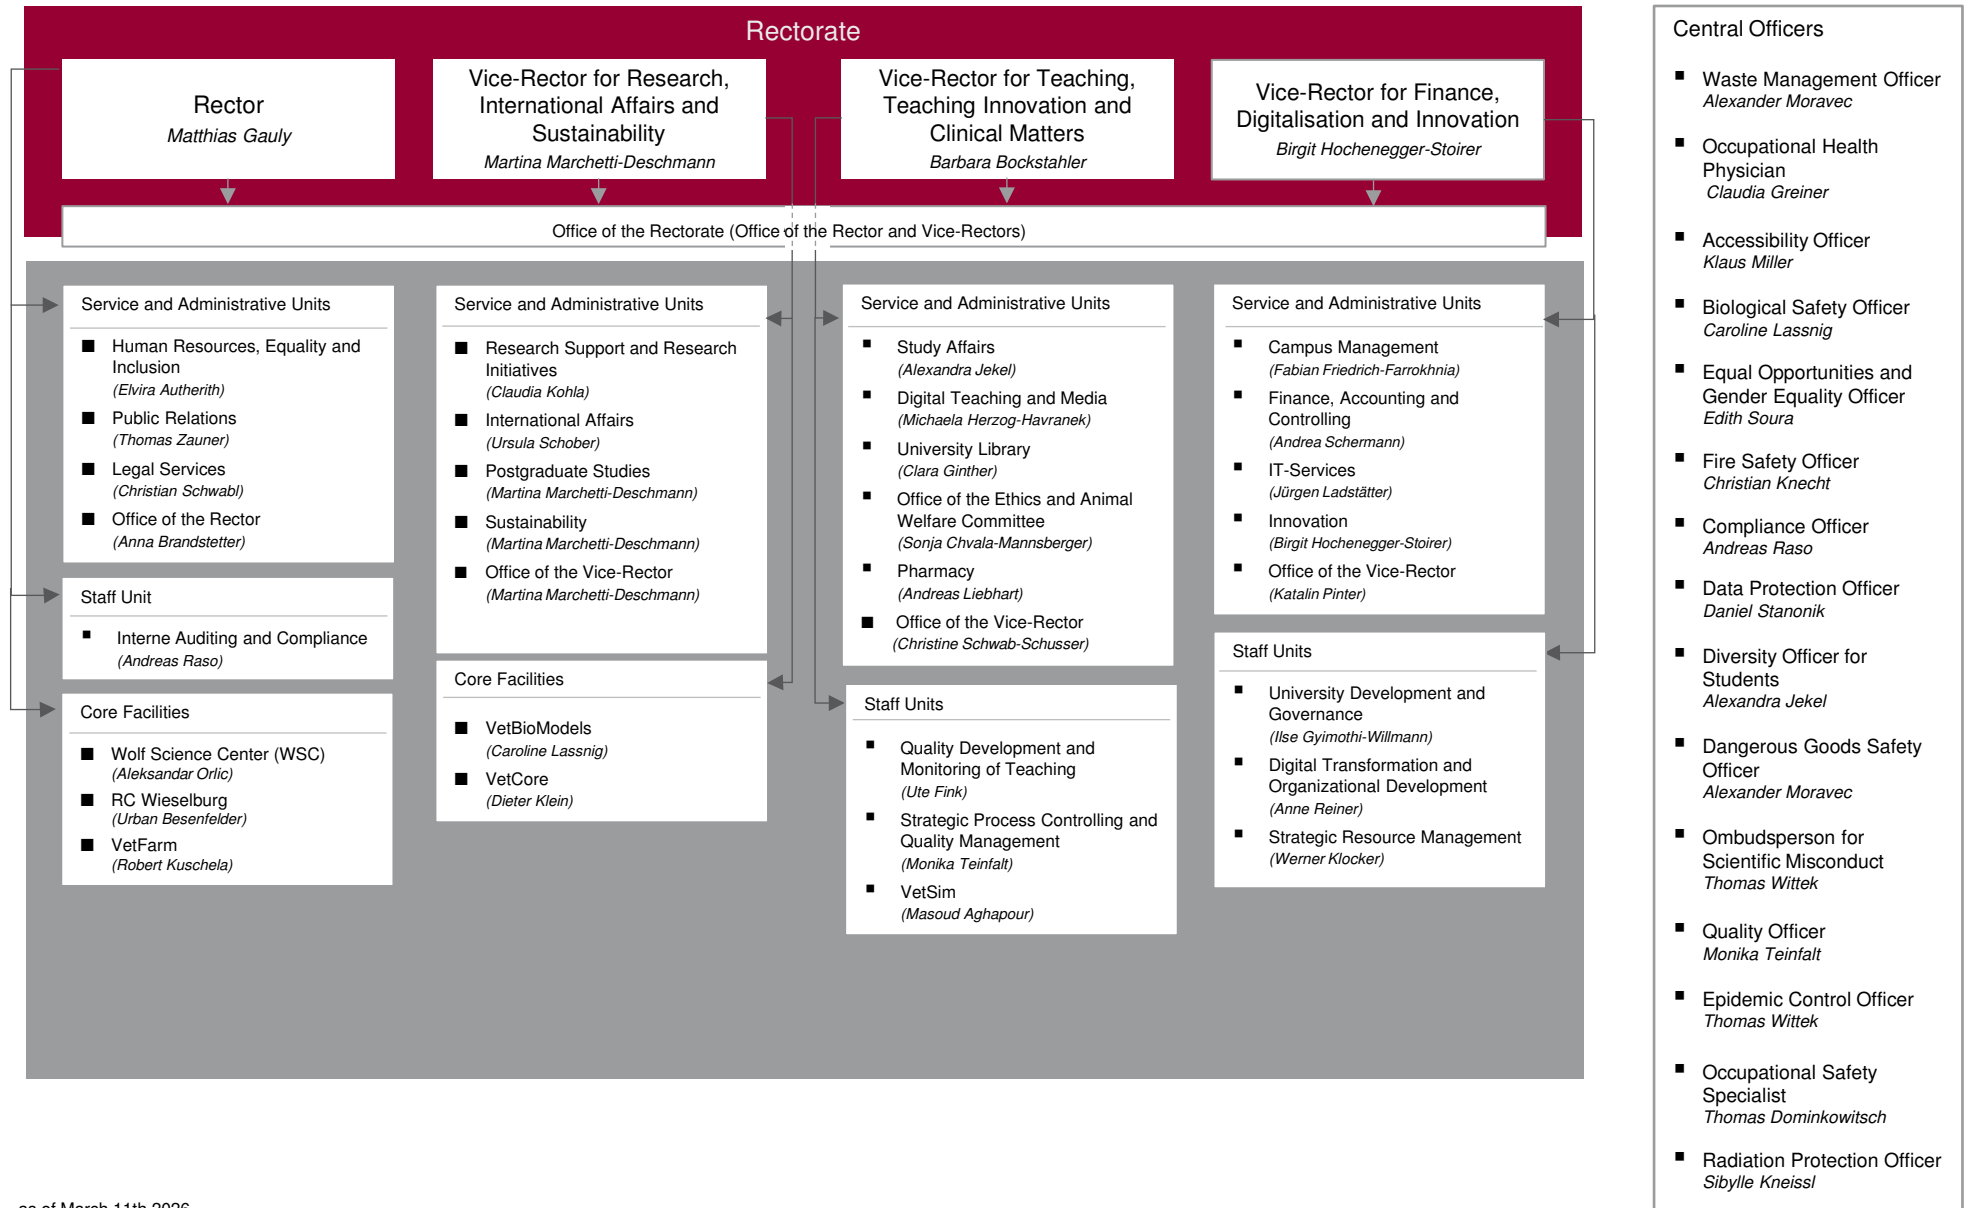 Rectorate
Rector
Matthias Gauly
Vice-Rector for Research,
International Affairs and
Sustainability
Martina Marchetti-Deschmann
Vice-Rector for Teaching,
Teaching Innovation and
Clinical Matters
Barbara Bockstahler
Vice-Rector for Finance,
Digitalisation and Innovation
Birgit Hochenegger-Stoirer
Office of the Rectorate (Office of the Rector and Vice-Rectors)
Service and Administrative Units
Human Resources, Equality and
Inclusion
(Elvira Autherith)
Public Relations
(Thomas Zauner)
Legal Services
(Christian Schwabl)
Office of the Rector
(Anna Brandstetter)
Staff Unit
Interne Auditing and Compliance
(Andreas Raso)
Core Facilities
Wolf Science Center (WSC)
(Aleksandar Orlic)
RC Wieselburg
(Urban Besenfelder)
VetFarm
(Robert Kuschela)
Service and Administrative Units
Research Support and Research
Initiatives
(Claudia Kohla)
International Affairs
(Ursula Schober)
Postgraduate Studies
(Martina Marchetti-Deschmann)
Sustainability
(Martina Marchetti-Deschmann)
Office of the Vice-Rector
(Martina Marchetti-Deschmann)
Core Facilities
VetBioModels
(Caroline Lassnig)
VetCore
(Dieter Klein)
Service and Administrative Units
Study Affairs
(Alexandra Jekel)
Digital Teaching and Media
(Michaela Herzog-Havranek)
University Library
(Clara Ginther)
Office of the Ethics and Animal
Welfare Committee
(Sonja Chvala-Mannsberger)
Pharmacy
(Andreas Liebhart)
Office of the Vice-Rector
(Christine Schwab-Schusser)
Staff Units
Quality Development and
Monitoring of Teaching
(Ute Fink)
Strategic Process Controlling and
Quality Management
(Monika Teinfalt)
VetSim
(Masoud Aghapour)
Service and Administrative Units
Campus Management
(Fabian Friedrich-Farrokhnia)
Finance, Accounting and
Controlling
(Andrea Schermann)
IT-Services
(Jürgen Ladstätter)
Innovation
(Birgit Hochenegger-Stoirer)
Office of the Vice-Rector
(Katalin Pinter)
Staff Units
University Development and
Governance
(Ilse Gyimothi-Willmann)
Digital Transformation and
Organizational Development
(Anne Reiner)
Strategic Resource Management
(Werner Klocker)
Central Officers
Waste Management Officer
Alexander Moravec
Occupational Health
Physician
Claudia Greiner
Accessibility Officer
Klaus Miller
Biological Safety Officer
Caroline Lassnig
Equal Opportunities and
Gender Equality Officer
Edith Soura
Fire Safety Officer
Christian Knecht
Compliance Officer
Andreas Raso
Data Protection Officer
Daniel Stanonik
Diversity Officer for
Students
Alexandra Jekel
Dangerous Goods Safety
Officer
Alexander Moravec
Ombudsperson for
Scientific Misconduct
Thomas Wittek
Quality Officer
Monika Teinfalt
Epidemic Control Officer
Thomas Wittek
Occupational Safety
Specialist
Thomas Dominkowitsch
Radiation Protection Officer
Sibylle Kneissl
as of March 11th 2026